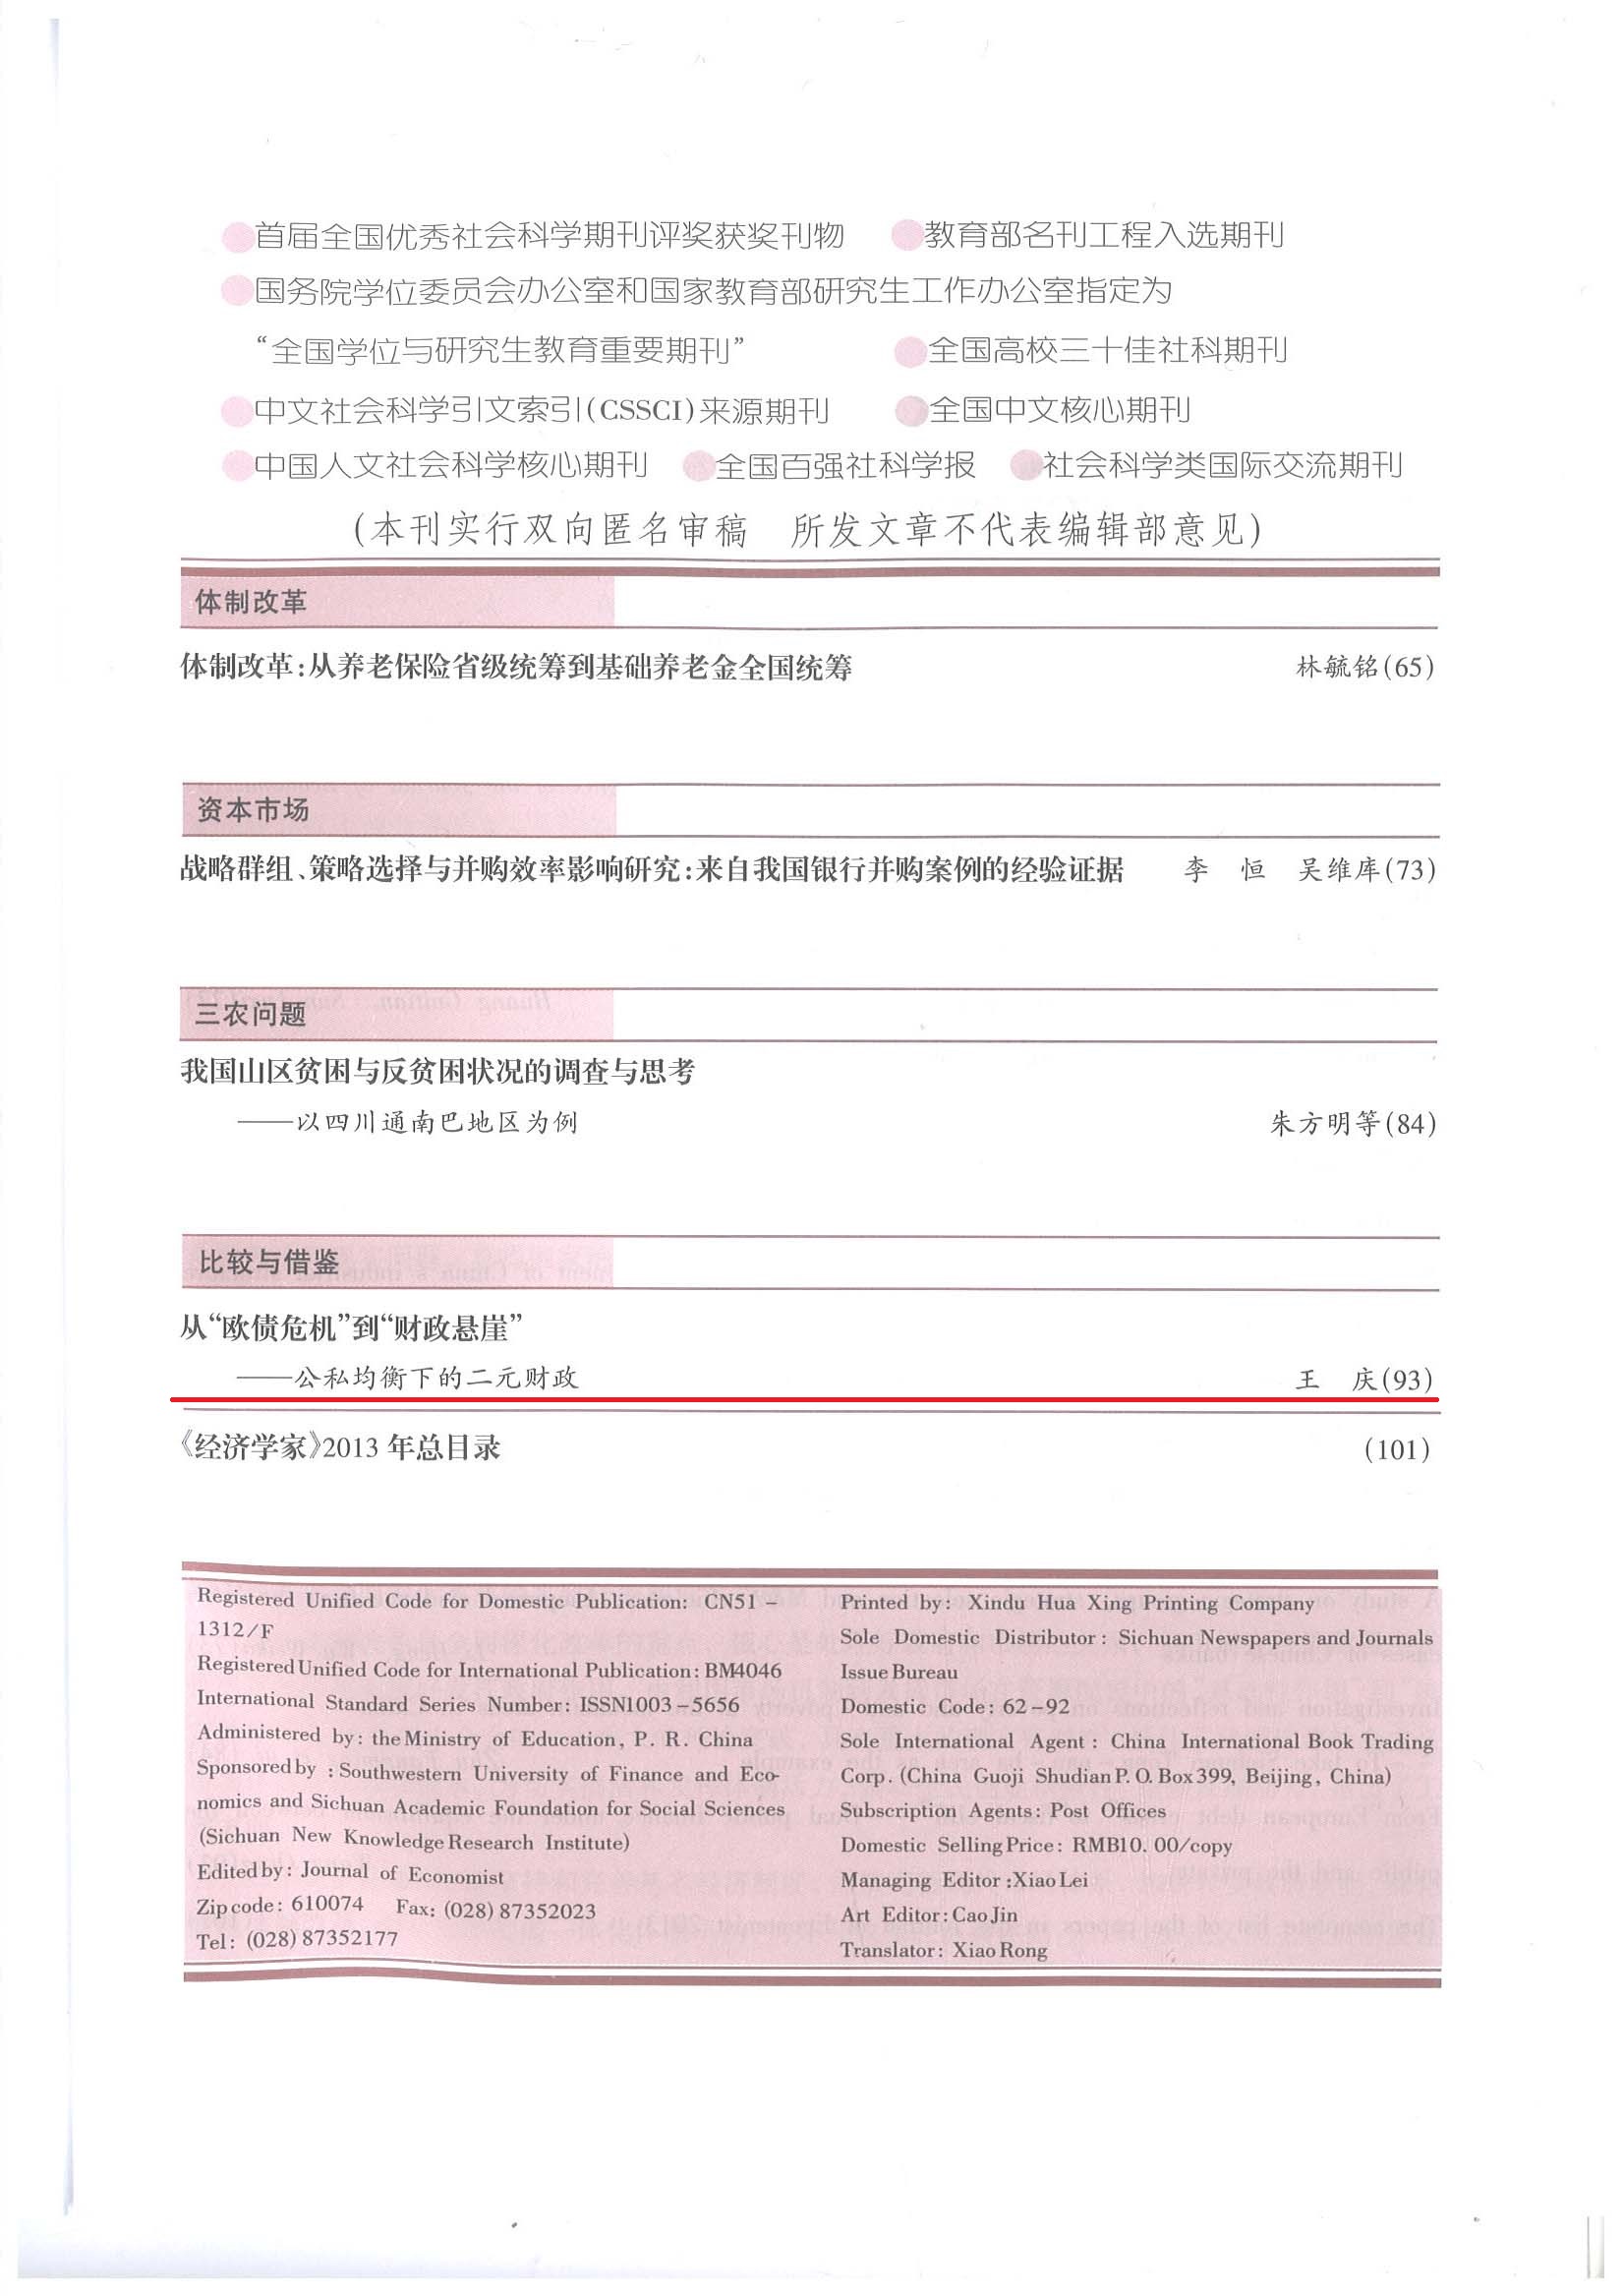 首届全国优秀社会科学期刊评奖获奖刊物 教育部名刊工程入选期刊
国务院学位委员会办公室和国家教育部研究生工作办公室指定为
“全国学位与研究生教育重要期刊” 全国高校三十佳社科期刊
中文社会科学引文索引(CSSCI)来源期刊 全国中文核心期刊
中国人文社会科学核心期刊 全国百强社科学报 社会科学类国际交流期刊
(本刊实行双向匿名审稿 所发文章不代表编辑部意见)
体制改革
体制改革:从养老保险省级统筹到基础养老金全国统筹 林毓铭(65)
资本市场
战略群组、策略选择与并购效率影响研究:来自我国银行并购案例的经验证据 李 恒 吴维库(73)
三农问题
我国山区贫困与反贫困状况的调查与思考
——以四川通南巴地区为例 朱方明等(84)
比较与借鉴
从“欧债危机”到“财政悬崖”
——公私均衡下的二元财政 王 庆(93)
《经济学家》2013年总目录 (101)
Registered Unified Code for Domestic Publication: CN51-
1312/F
Registered Unified Code for International Publication: BM4046
International Standard Series Number: ISSN1003-5656
Administered by: the Ministry of Education, P. R. China
Sponsored by : Southwestern University of Finance and Eco-
nomics and Sichuan Academic Foundation for Social Sciences
(Sichuan New Knowledge Research Institute)
Edited by: Journal of Economist
Zip code: 610074 Fax: (028) 87352023
Tel: (028) 87352177
Printed by: Xindu Hua Xing Printing Company
Sole Domestic Distributor: Sichuan Newspapers and Journals
Issue Bureau
Domestic Code: 62-92
Sole International Agent: China International Book Trading
Corp. (China Guoji Shudian P. O. Box 399, Beijing, China)
Subscription Agents: Post Offices
Domestic Selling Price: RMB10. 00/copy
Managing Editor :Xiao Lei
Art Editor: Cao Jin
Translator: Xiao Rong